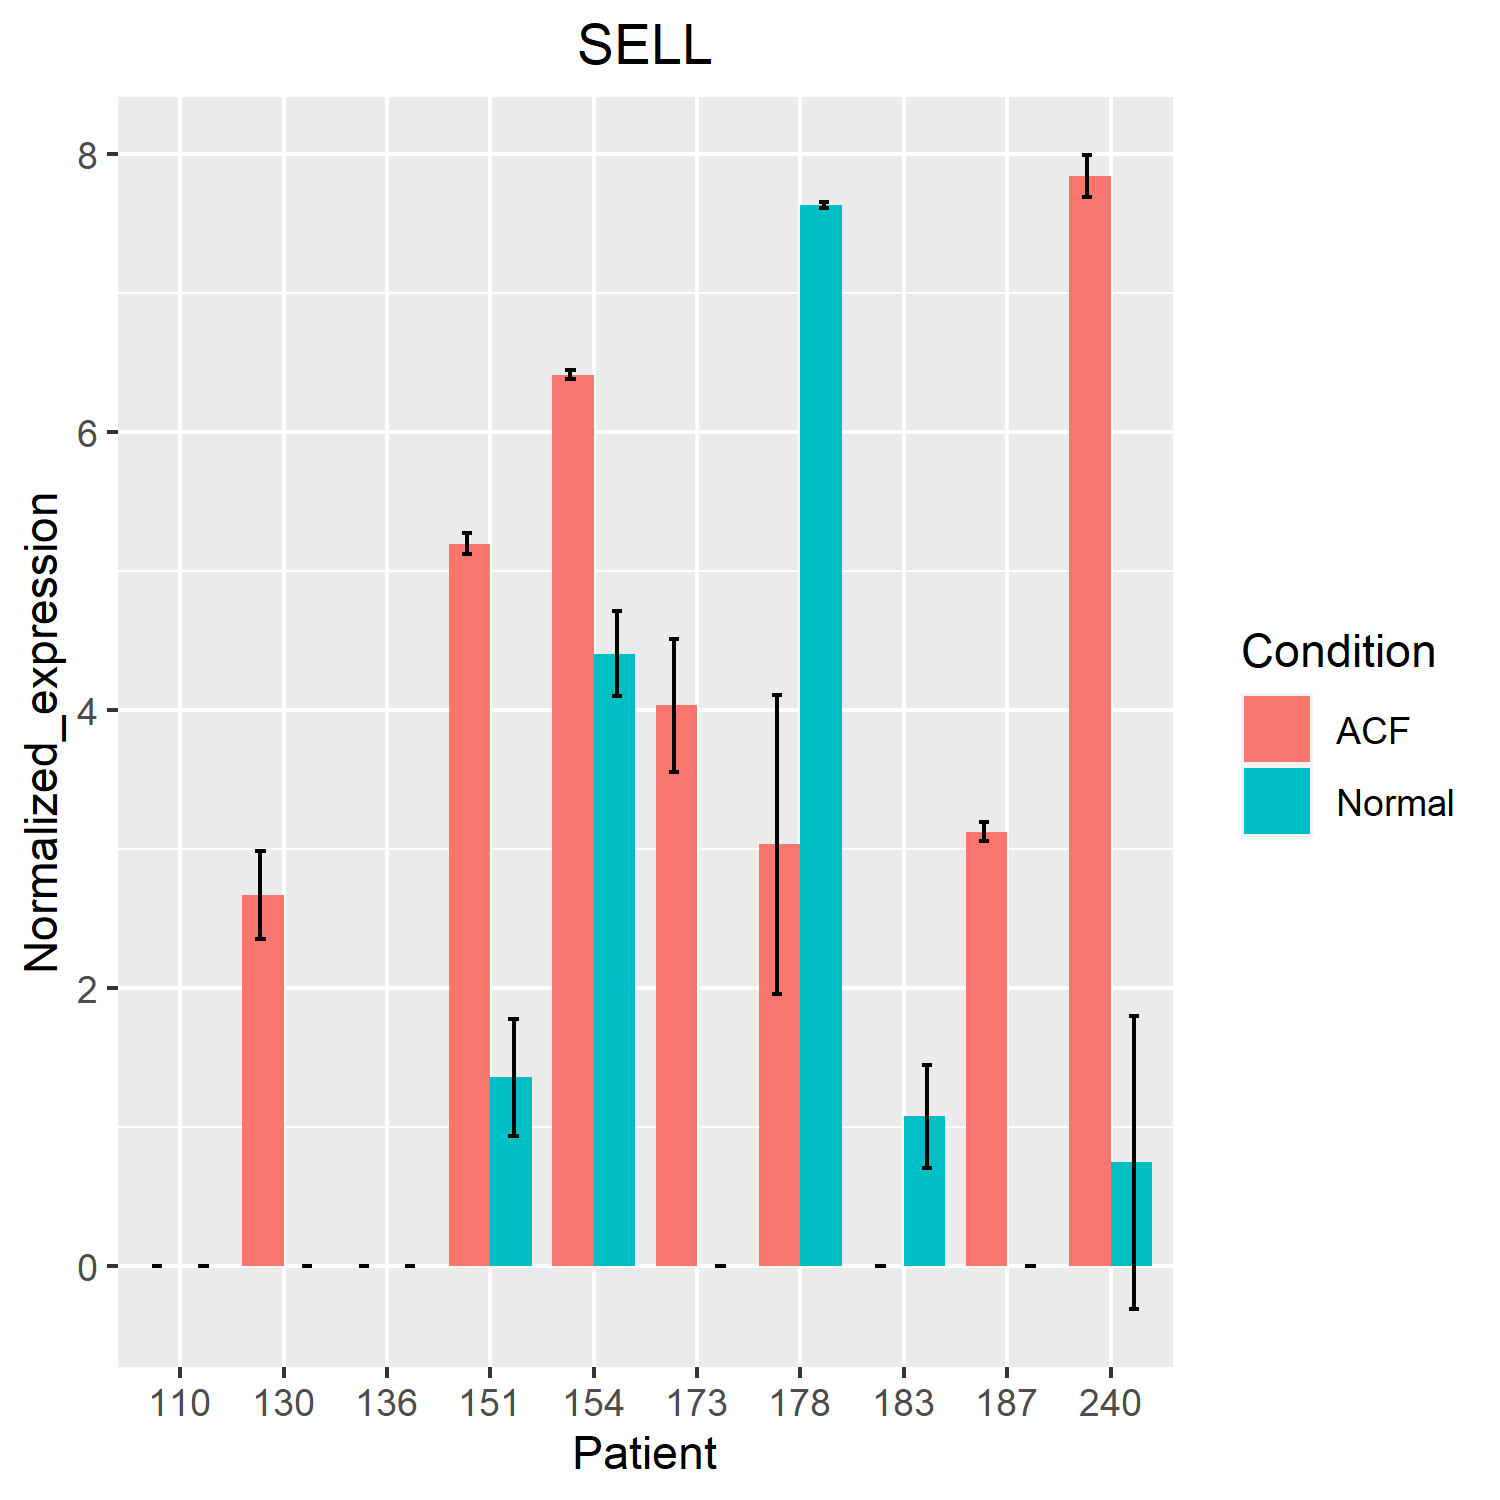 SELL
Normalized_expression
8
6
4
2
0
110 130 136 151 154 173 178 183 187 240
Patient
Condition
ACF
Normal